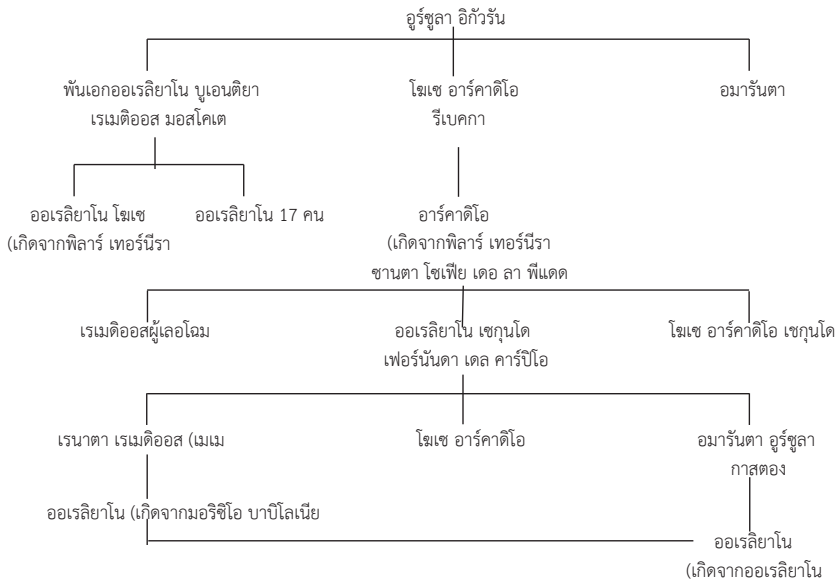 อูร์ซูลา อิกัวรัน
พันเอกออเรลิยาโน บูเอนติยา
เรเมติออส มอสโคเต
โฆเซ อาร์คาดิโอ
รีเบคกา
อมารันตา
ออเรลิยาโน โฆเซ
(เกิดจากพิลาร์ เทอร์นีรา
ออเรลิยาโน 17 คน
อาร์คาดิโอ
(เกิดจากพิลาร์ เทอร์นีรา
ซานตา โซเฟีย เดอ ลา พีแดด
เรเมดิออสผู้เลอโฉม
ออเรลิยาโน เซกุนโด
เฟอร์นันดา เดล คาร์ปิโอ
โฆเซ อาร์คาดิโอ เซกุนโด
เรนาตา เรเมดิออส (เมเม
โฆเซ อาร์คาดิโอ
อมารันตา อูร์ซูลา
กาสตอง
ออเรลิยาโน (เกิดจากมอริซิโอ บาบิโลเนีย
ออเรลิยาโน
(เกิดจากออเรลิยาโน